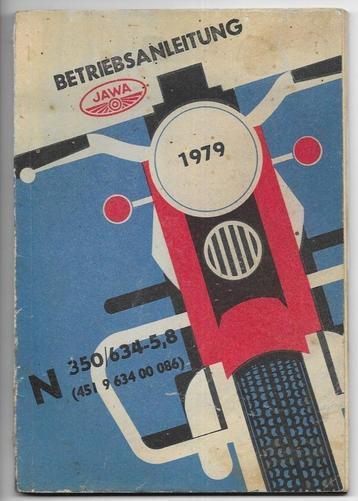 BETRIEBSANLEITUNG
JAWA
1979
N 350/634-5,8
(451 9 634 00 086)